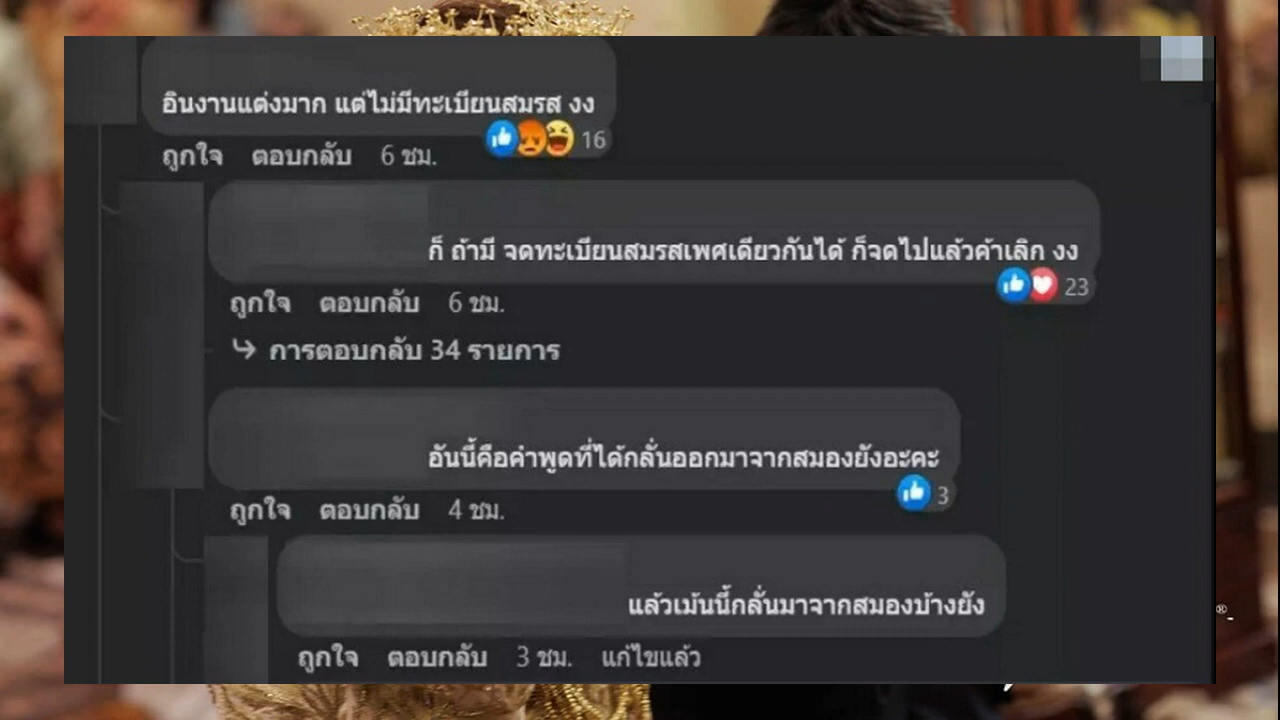 อินงานแต่งมาก แต่ไม่มีทะเบียนสมรส งง
16
ถูกใจ ตอบกลับ 6 ชม.
ก็ ถ้ามี จดทะเบียนสมรสเพศเดียวกันได้ ก็จดไปแล้วค้าเลิก งง
23
ถูกใจ ตอบกลับ 6 ชม.
การตอบกลับ 34 รายการ
อันนี้คือคำพูดที่ได้กลั่นออกมาจากสมองยังอะคะ
3
ถูกใจ ตอบกลับ 4 ชม.
แล้วเม้นนี้กลั่นมาจากสมองบ้างยัง
ถูกใจ ตอบกลับ 3 ชม. แก้ไขแล้ว
®